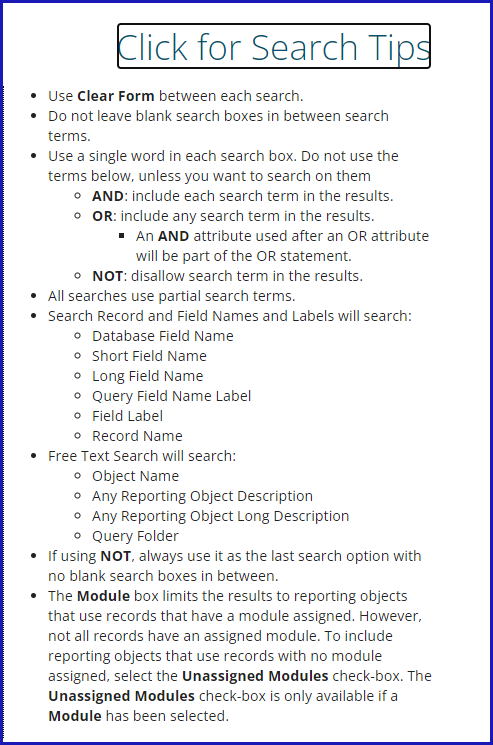 Click for Search Tips
Use Clear Form between each search.
Do not leave blank search boxes in between search
terms.
Use a single word in each search box. Do not use the
terms below, unless you want to search on them
AND: include each search term in the results.
OR: include any search term in the results.
An AND attribute used after an OR attribute
will be part of the OR statement.
NOT: disallow search term in the results.
All searches use partial search terms.
Search Record and Field Names and Labels will search:
Database Field Name
Short Field Name
Long Field Name
Query Field Name Label
Field Label
Record Name
Free Text Search will search:
Object Name
Any Reporting Object Description
Any Reporting Object Long Description
Query Folder
If using NOT, always use it as the last search option with
no blank search boxes in between.
The Module box limits the results to reporting objects
that use records that have a module assigned. However,
not all records have an assigned module. To include
reporting objects that use records with no module
assigned, select the Unassigned Modules check-box. The
Unassigned Modules check-box is only available if a
Module has been selected.